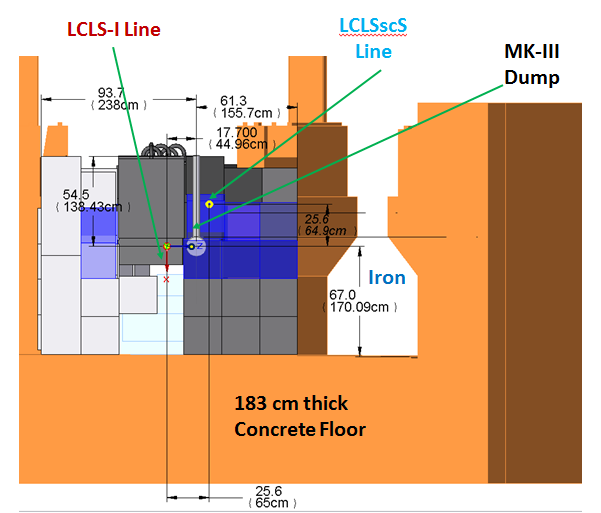 LCLS-I Line
LCLSscS
Line
MK-III
Dump
93.7
(238cm)
61.3
(155.7cm)
17.700
(44.96cm)
54.5
(138.43cm)
25.6
(64.9cm)
Z
X
Iron
67.0
(170.09cm)
183 cm thick
Concrete Floor
25.6
(65cm)